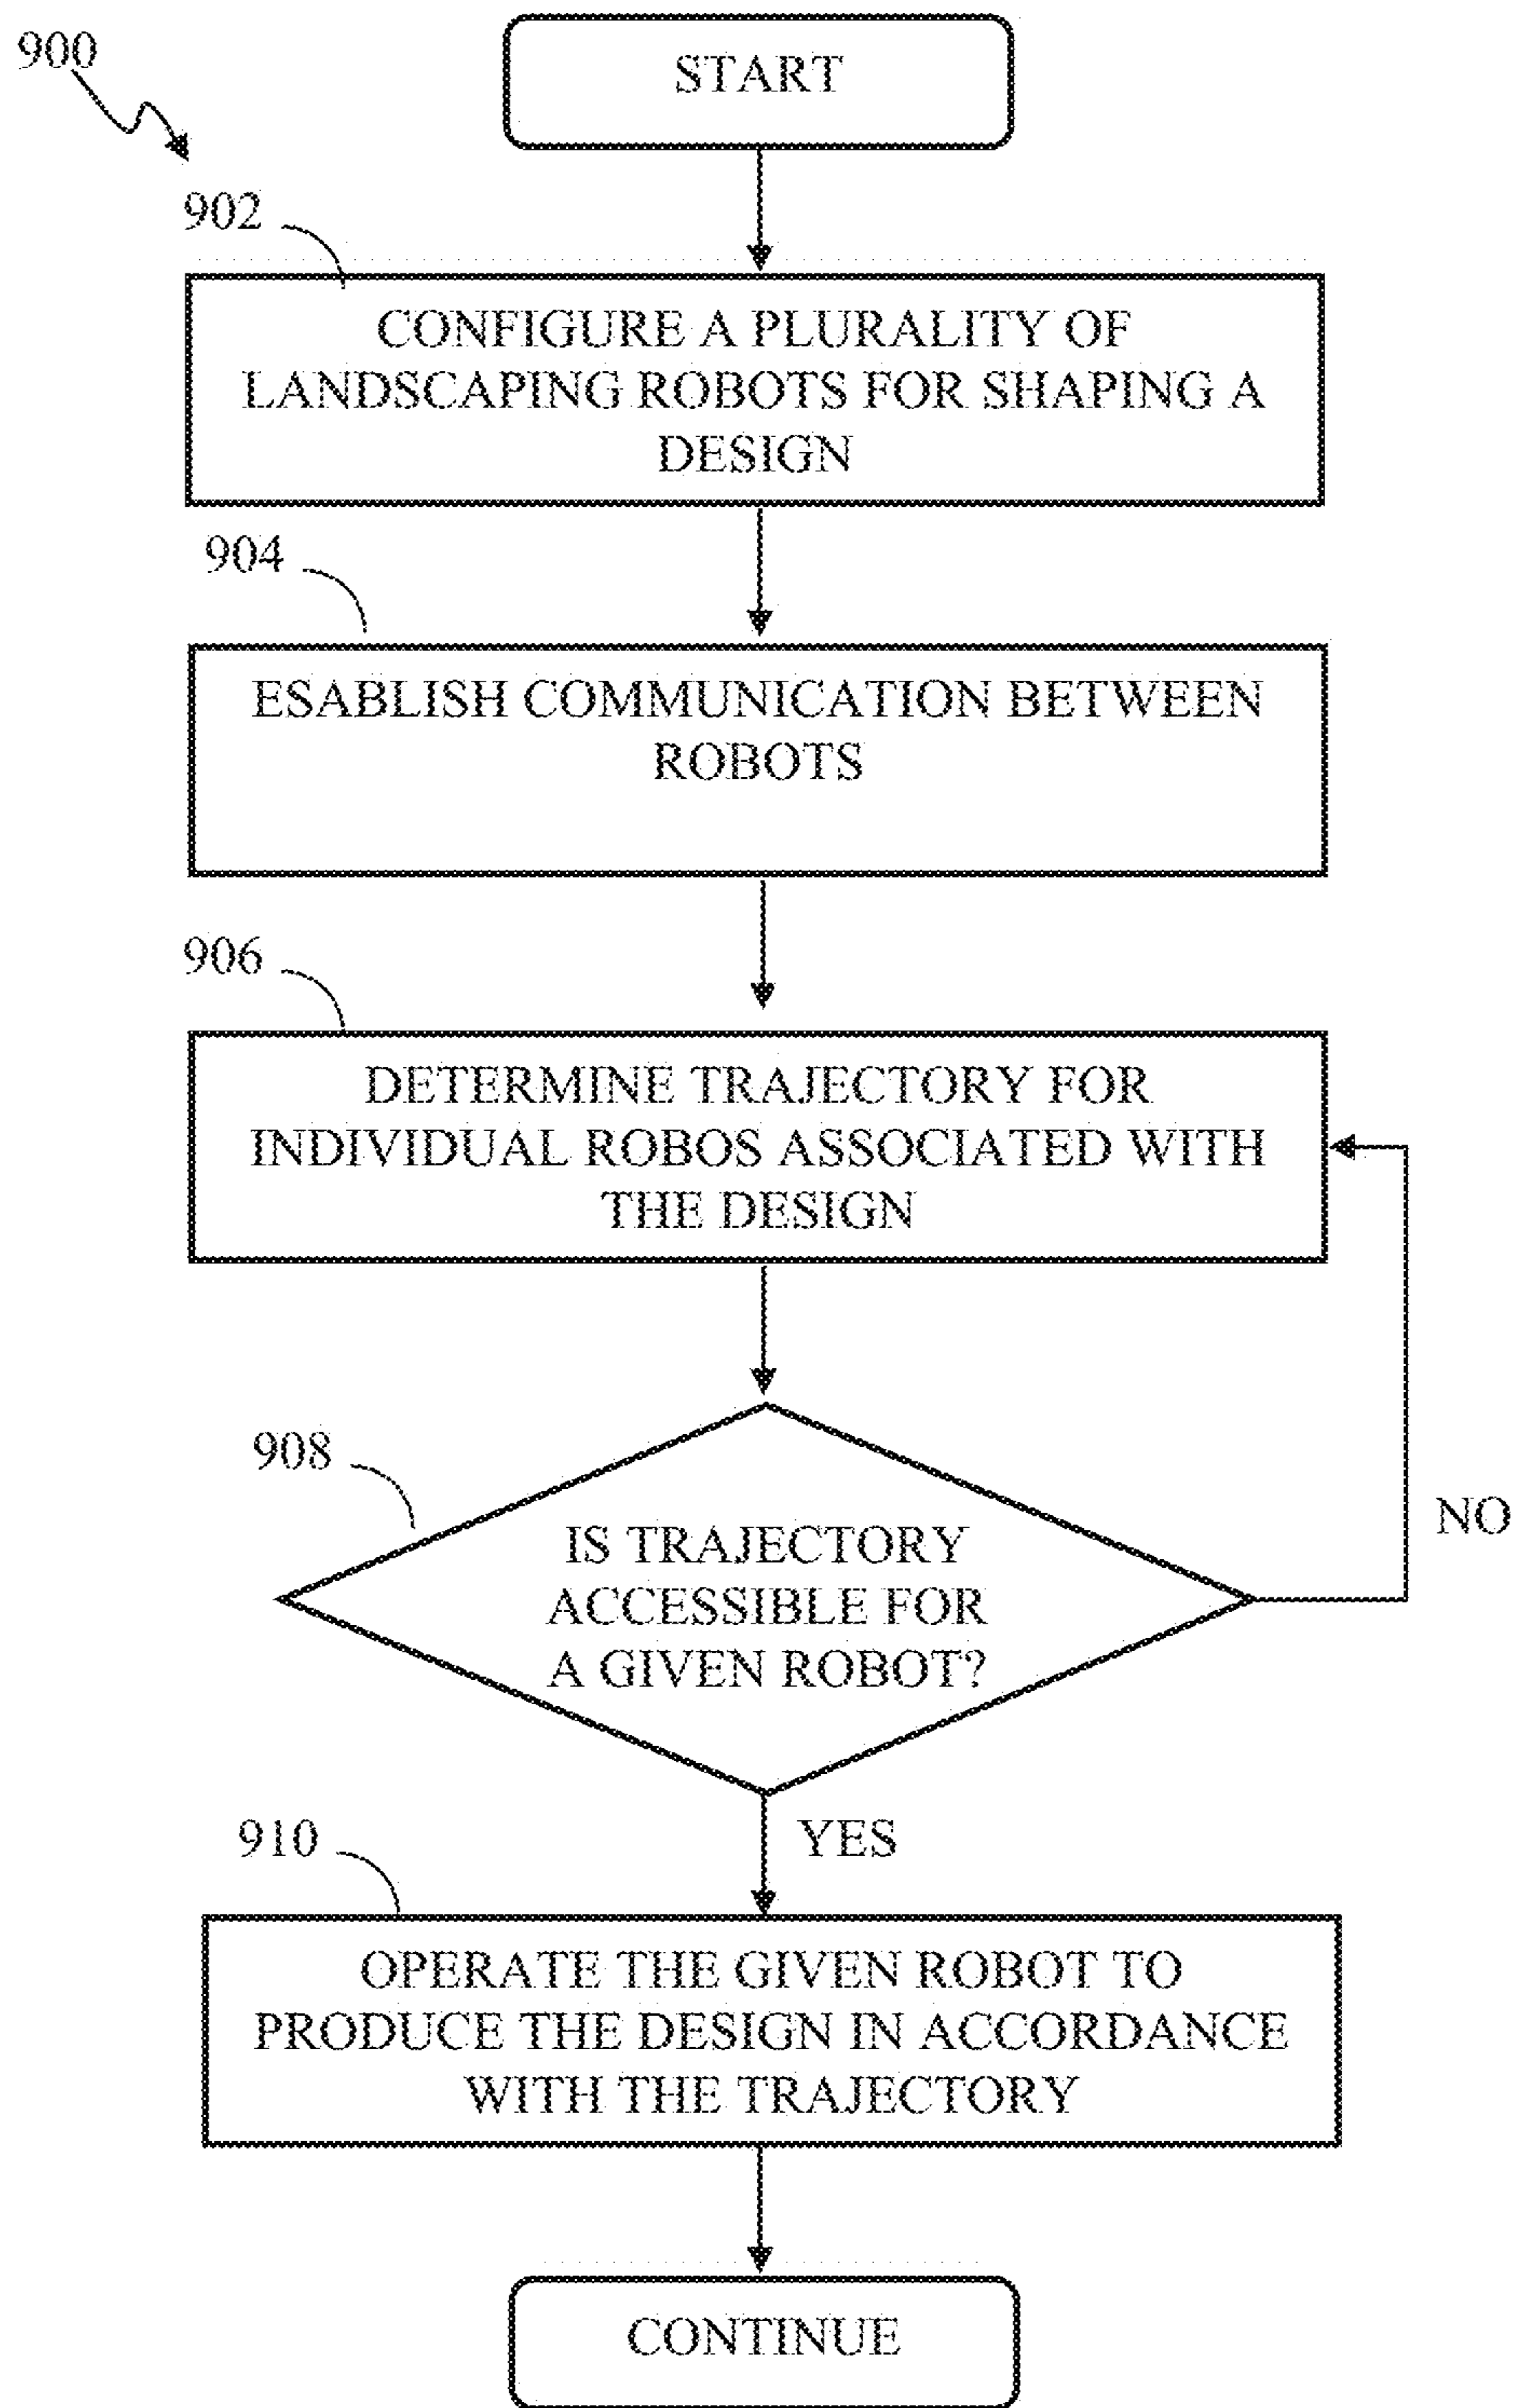 900
START
902
CONFIGURE A PLURALITY OF
LANDSCAPING ROBOTS FOR SHAPING A
DESIGN
904
ESABLISH COMMUNICATION BETWEEN
ROBOTS
906
DETERMINE TRAJECTORY FOR
INDIVIDUAL ROBOS ASSOCIATED WITH
THE DESIGN
908
IS TRAJECTORY
ACCESSIBLE FOR
A GIVEN ROBOT?
NO
YES
910
OPERATE THE GIVEN ROBOT TO
PRODUCE THE DESIGN IN ACCORDANCE
WITH THE TRAJECTORY
CONTINUE